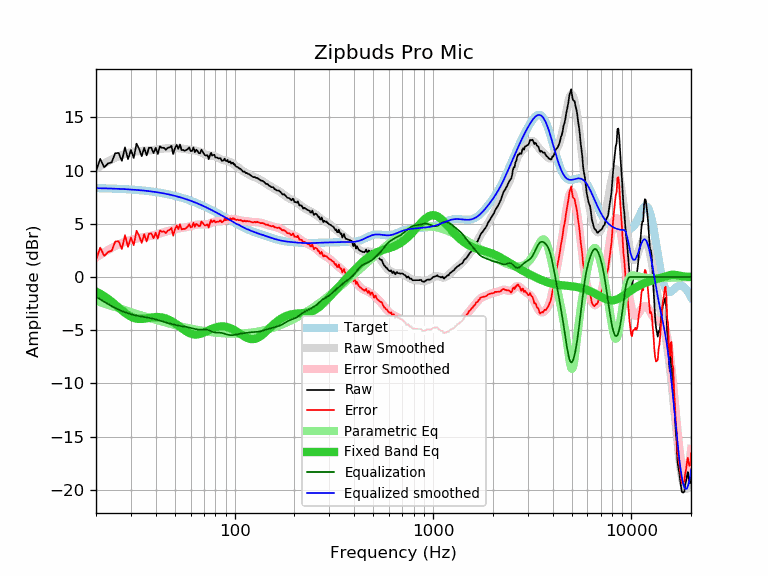 Zipbuds Pro Mic
15
10
5
0
−5
−10
−15
−20
Amplitude (dBr)
Target
Raw Smoothed
Error Smoothed
Raw
Error
Parametric Eq
Fixed Band Eq
Equalization
Equalized smoothed
100
1000
10000
Frequency (Hz)